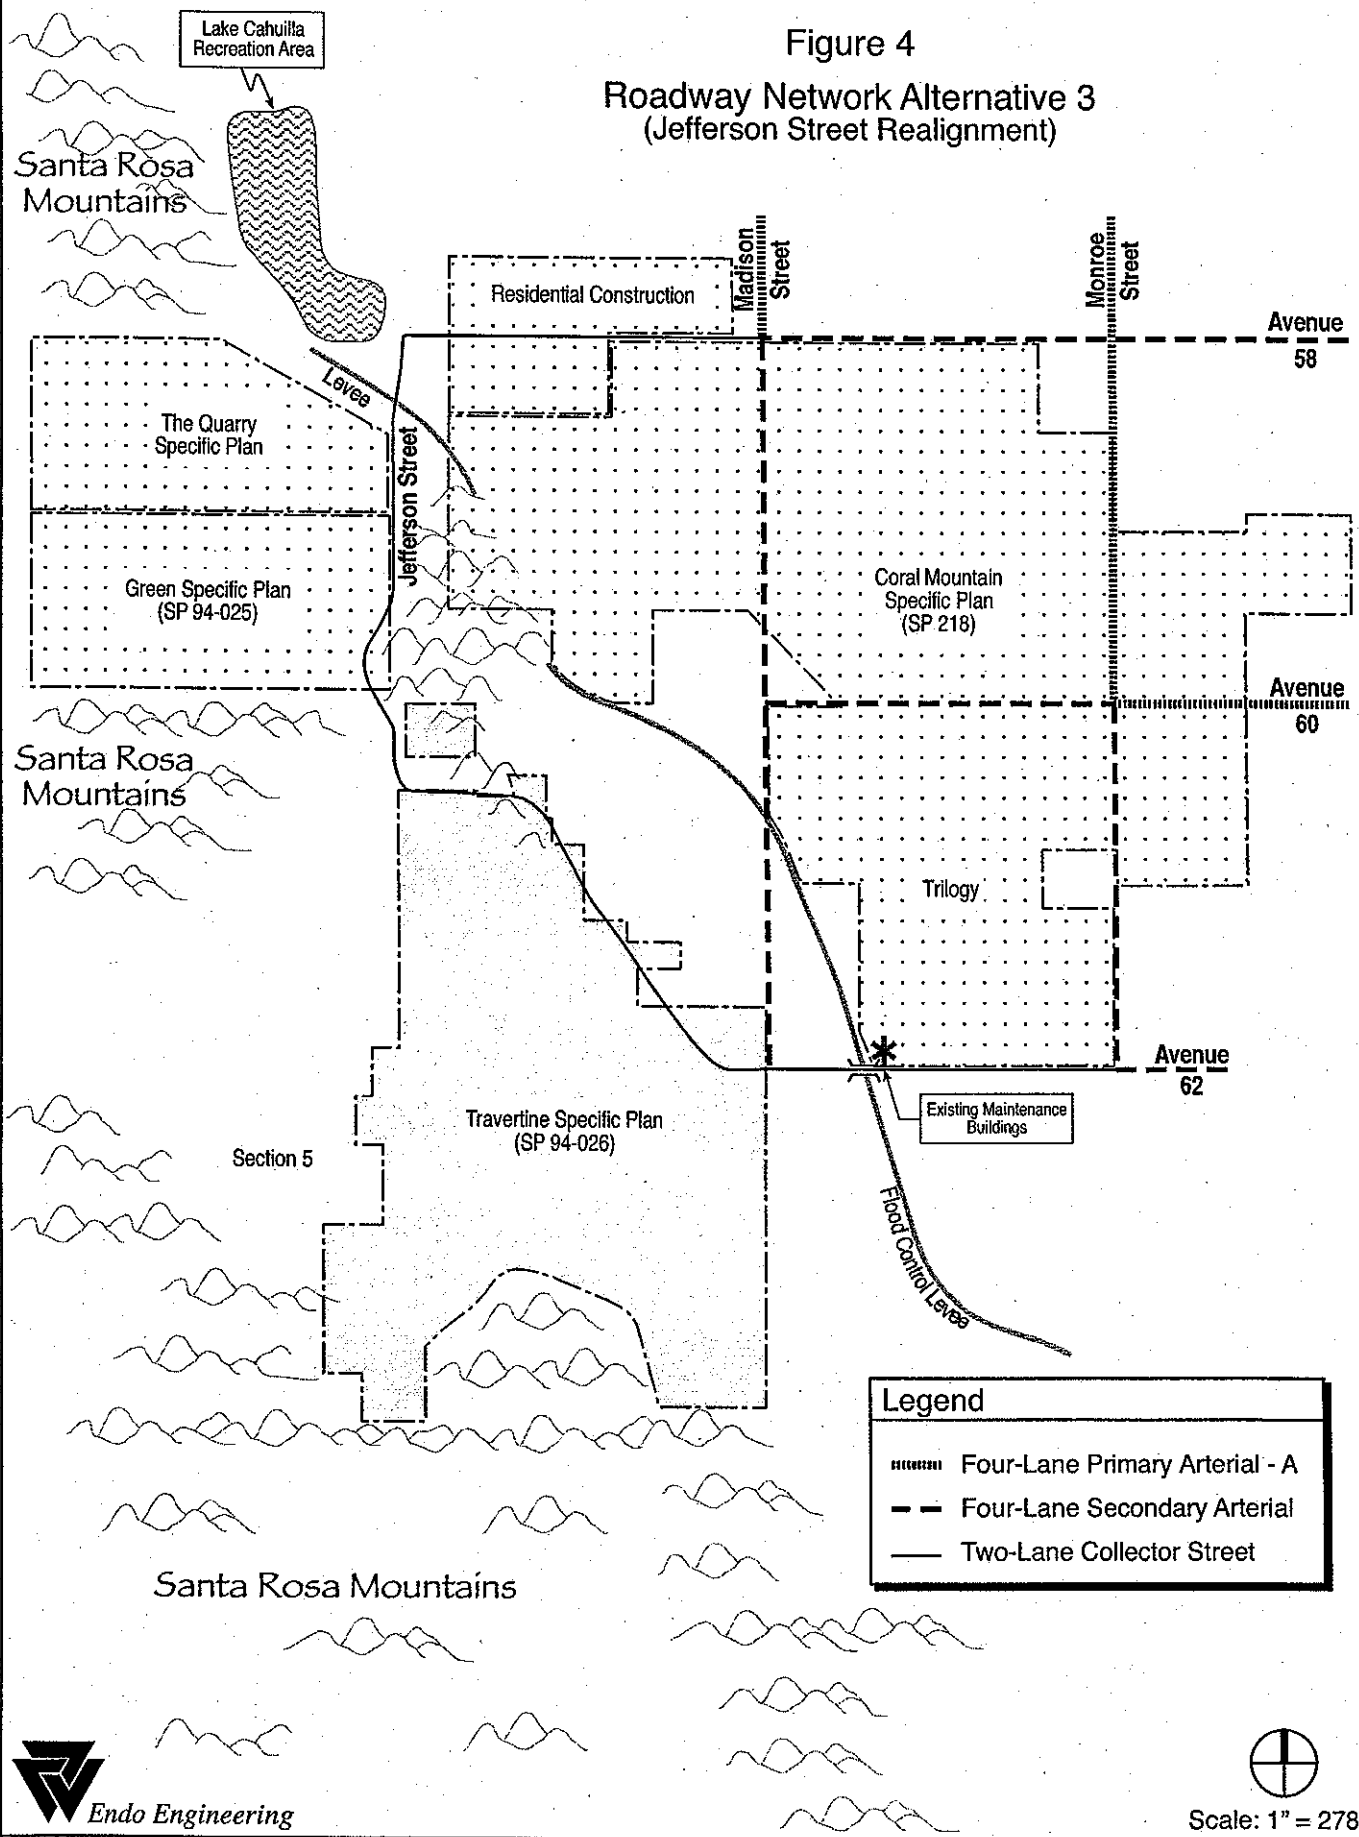 Figure 4
Roadway Network Alternative 3
(Jefferson Street Realignment)
Lake Cahuilla
Recreation Area
Santa Rosa
Mountains
Residential Construction
Madison
Street
Monroe
Street
Avenue
58
Levee
The Quarry
Specific Plan
Jefferson Street
Green Specific Plan
(SP 94-025)
Coral Mountain
Specific Plan
(SP 218)
Avenue
60
Santa Rosa
Mountains
Trilogy
Avenue
62
Existing Maintenance
Buildings
Travertine Specific Plan
(SP 94-026)
Section 5
Flood Control Levee
Legend
Four-Lane Primary Arterial - A
Four-Lane Secondary Arterial
Two-Lane Collector Street
Santa Rosa Mountains
Endo Engineering
Scale: 1" = 278